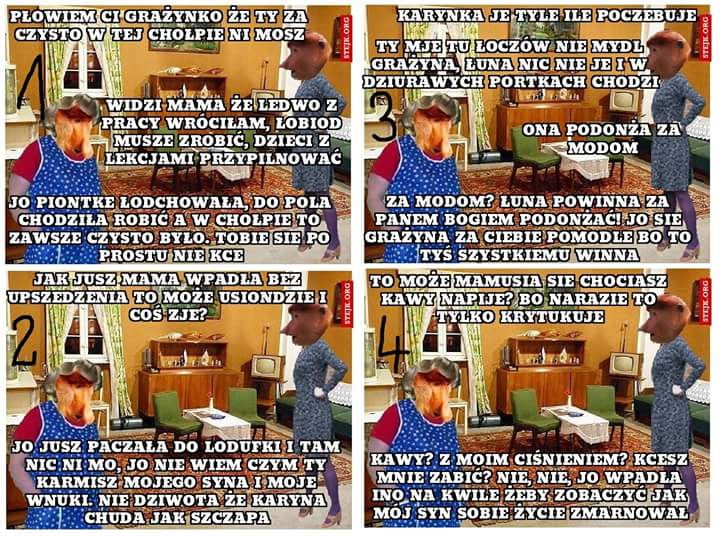 PŁOWIEM CI GRAŻYNKO ŻE TY ZA
CZYSTO W TEJ CHOŁPIE NI MOSZ
STEJK.ORG
1
WIDZI MAMA ŻE LEDWO Z
PRACY WRÓCIŁAM, ŁOBIOD
MUSZE ZROBIĆ, DZIECI Z
LEKCJAMI PRZYPILNOWAĆ
JO PIONTKE ŁODCHOWAŁA, DO POLA
CHODZIŁA ROBIĆ A W CHOŁPIE TO
ZAWSZE CZYSTO BYŁO. TOBIE SIE PO
PROSTU NIE KCE
JAK JUSZ MAMA WPADŁA BEZ
UPSZEDZENIA TO MOŻE USIONDZIE I
COŚ ZJE?
STEJK.ORG
2
JO JUSZ PACZAŁA DO LODUFKI I TAM
NIC NI MO, JO NIE WIEM CZYM TY
KARMISZ MOJEGO SYNA I MOJE
WNUKI. NIE DZIWOTA ŻE KARYNA
CHUDA JAK SZCZAPA
KARYNKA JE TYLE ILE POCZEBUJE
STEJK.ORG
TY MJE TU ŁOCZÓW NIE MYDL
GRAŻYNA, ŁUNA NIC NIE JE I W
DZIURAWYCH PORTKACH CHODZI
3
ONA PODONŻA ZA
MODOM
ZA MODOM? ŁUNA POWINNA ZA
PANEM BOGIEM PODONŻAĆ! JO SIE
GRAŻYNA ZA CIEBIE POMODLE BO TO
TYŚ SZYSTKIEMU WINNA
TO MOŻE MAMUSIA SIE CHOCIASZ
KAWY NAPIJE? BO NARAZIE TO
TYLKO KRYTUKUJE
STEJK.ORG
4
KAWY? Z MOIM CIŚNIENIEM? KCESZ
MNIE ZABIĆ? NIE, NIE, JO WPADŁA
INO NA KWILE ŻEBY ZOBACZYĆ JAK
MÓJ SYN SOBIE ŻYCIE ZMARNOWAŁ